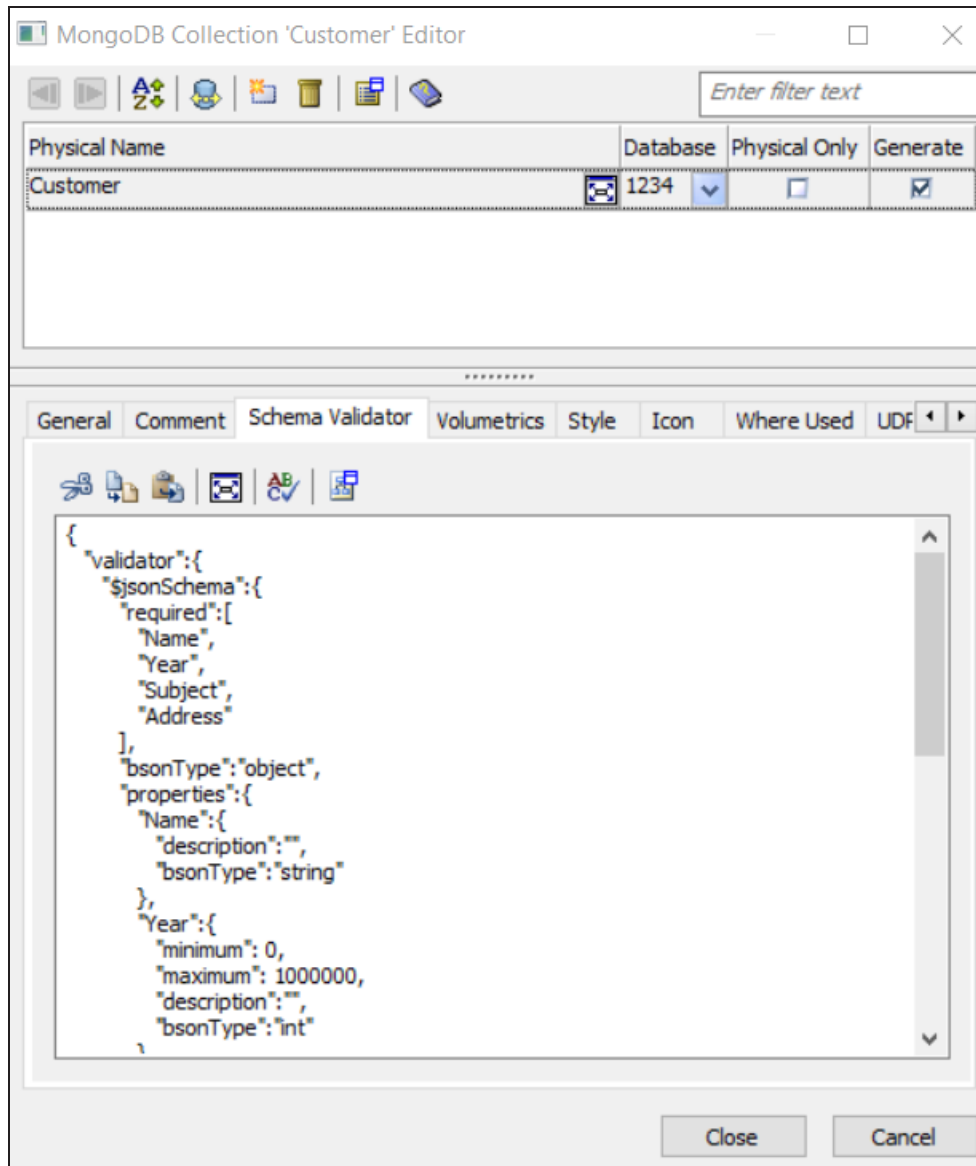 MongoDB Collection 'Customer' Editor
Enter filter text
Physical Name Database Physical Only Generate
Customer 1234
General Comment Schema Validator Volumetrics Style Icon Where Used UDP
{
"validator":{
"$jsonSchema":{
"required":[
"Name",
"Year",
"Subject",
"Address"
],
"bsonType":"object",
"properties":{
"Name":{
"description":"",
"bsonType":"string"
},
"Year":{
"minimum": 0,
"maximum": 1000000,
"description":"",
"bsonType":"int"
}
Close Cancel